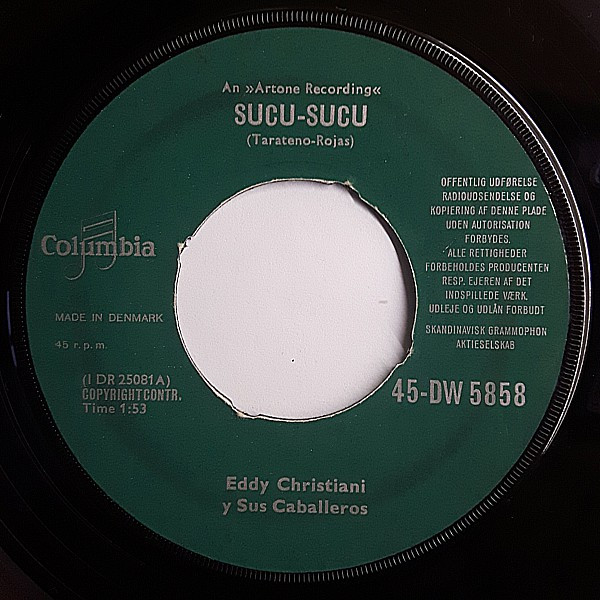 An »Artone Recording«
SUCU-SUCU
(Tarateno-Rojas)
OFFENTLIG UDFØRELSE
RADIOUDSENDELSE OG
KOPIERING AF DENNE PLADE
UDEN AUTORISATION
FORBYDES.
ALLE RETTIGHEDER
FORBEHOLDES PRODUCENTEN
RESP. EJEREN AF DET
INDSPILLEDE VÆRK.
UDLEJE OG UDLÅN FORBUDT
SKANDINAVISK GRAMMOPHON
AKTIESELSKAB
Columbia
MADE IN DENMARK
45 r.p.m.
(I DR 25081A)
COPYRIGHTCONTR.
Time 1:53
45-DW 5858
Eddy Christiani
y Sus Caballeros